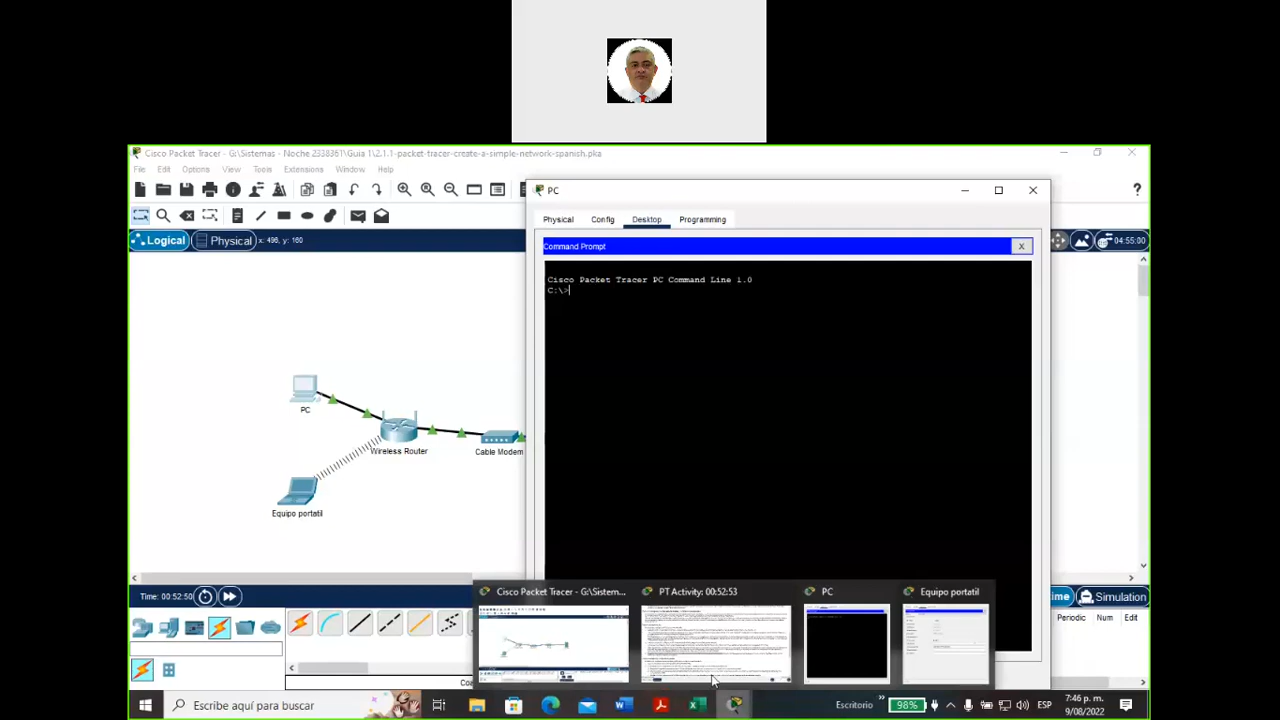 Cisco Packet Tracer - G:\Sistemas - Noche 2338361\Guia 1\2.1.1-packet-tracer-create-a-simple-network-spanish.pka
File Edit Options View Tools Extensions Window Help
PC
?
Physical Config Desktop Programming
Logical Physical x: 496, y: 160
04:55:00
Command Prompt
X
Cisco Packet Tracer PC Command Line 1.0
C:\>
PC
Wireless Router
Cable Modem
Equipo portatil
Time: 00:52:50
Cisco Packet Tracer - G:\Sistem...
PT Activity: 00:52:53
PC
Equipo portatil
Simulation
Periodic Num Edit
Escribe aquí para buscar
Escritorio
98%
ESP
7:46 p. m.
9/08/2022